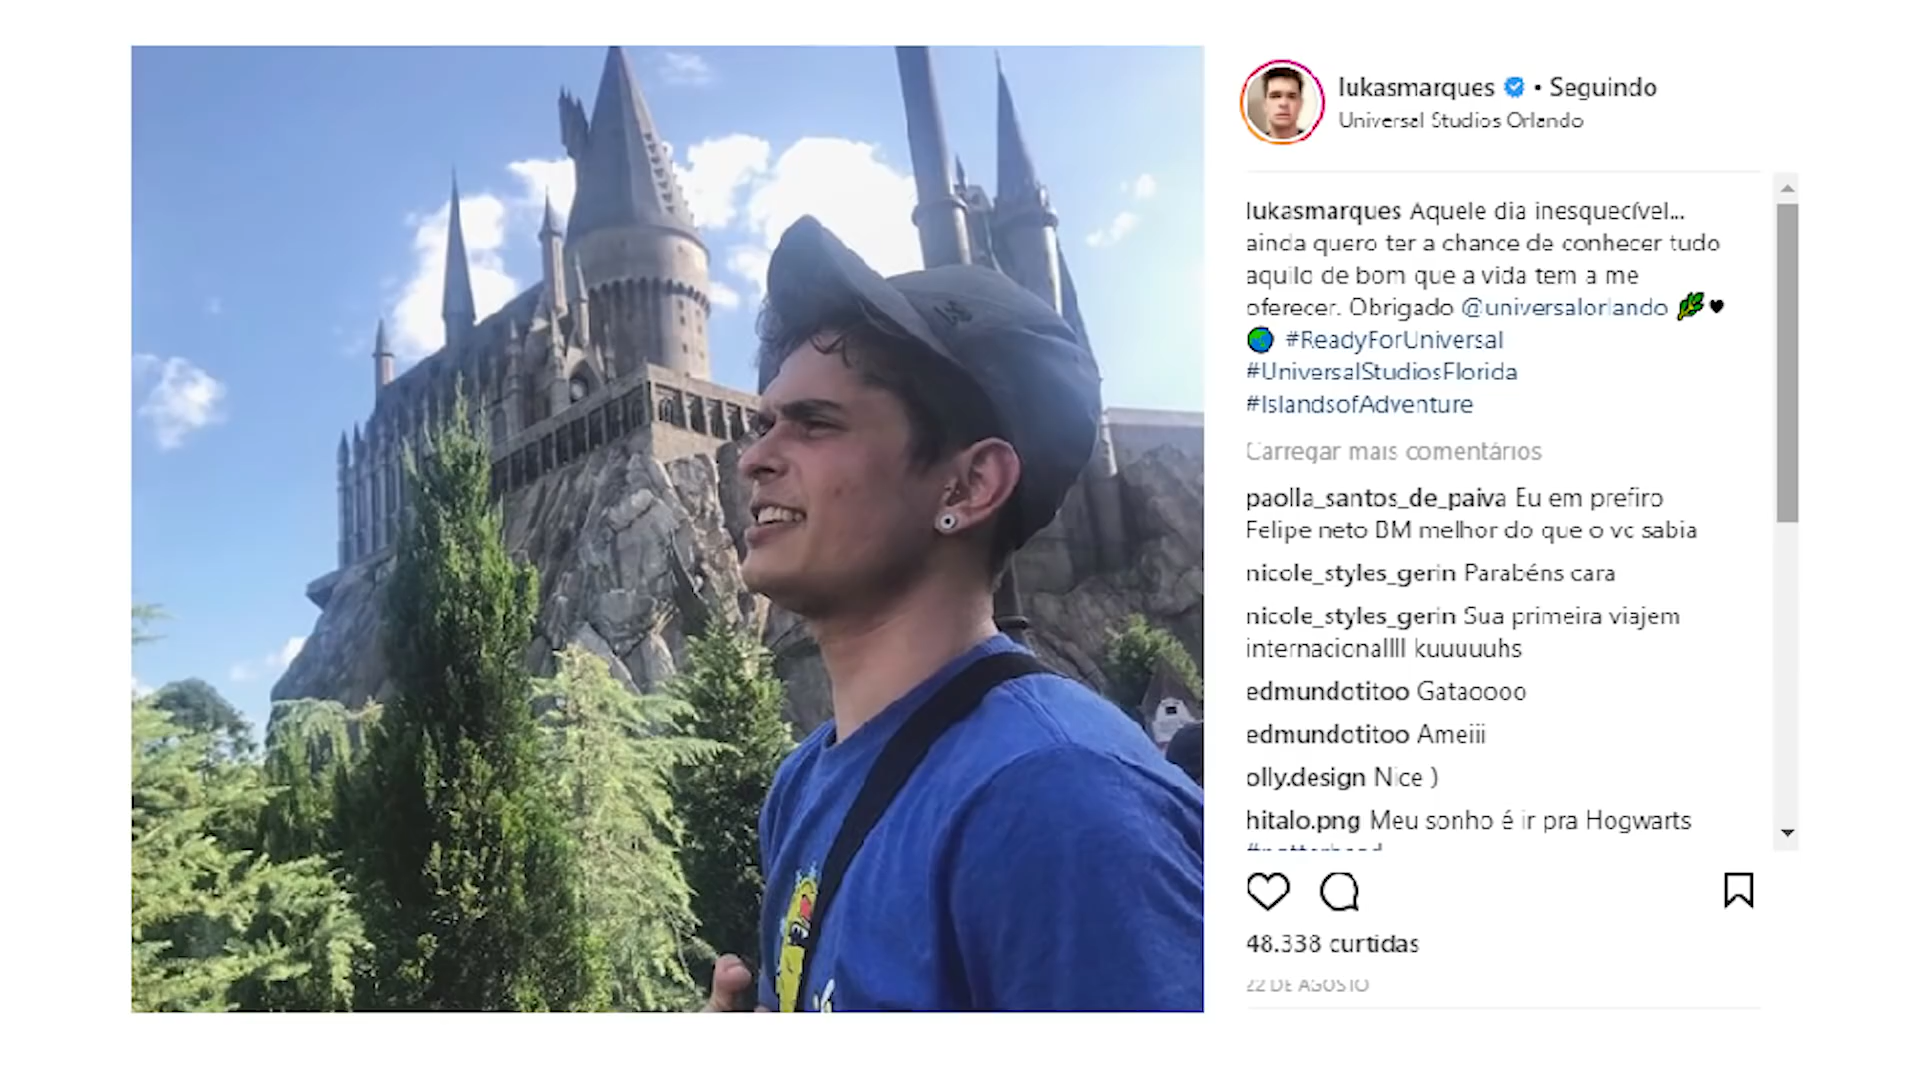 lukasmarques • Seguindo
Universal Studios Orlando
lukasmarques Aquele dia inesquecível...
ainda quero ter a chance de conhecer tudo
aquilo de bom que a vida tem a me
oferecer. Obrigado @universalorlando 🌿♥
🌏 #ReadyForUniversal
#UniversalStudiosFlorida
#IslandsofAdventure
Carregar mais comentários
paolla_santos_de_paiva Eu em prefiro
Felipe neto BM melhor do que o vc sabia
nicole_styles_gerin Parabéns cara
nicole_styles_gerin Sua primeira viajem
internacionallll kuuuuuhs
edmundotitoo Gataoooo
edmundotitoo Ameiii
olly.design Nice )
hitalo.png Meu sonho é ir pra Hogwarts
#potterhead
48.338 curtidas
22 DE AGOSTO